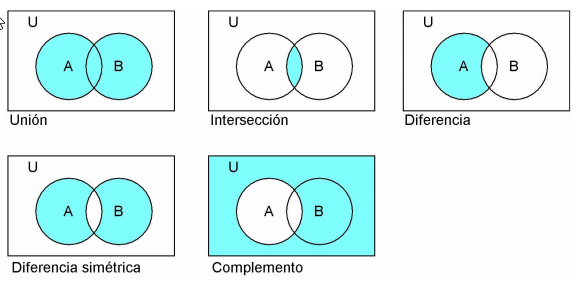 U
A B
Unión
U
A B
Intersección
U
A B
Diferencia
U
A B
Diferencia simétrica
U
A B
Complemento